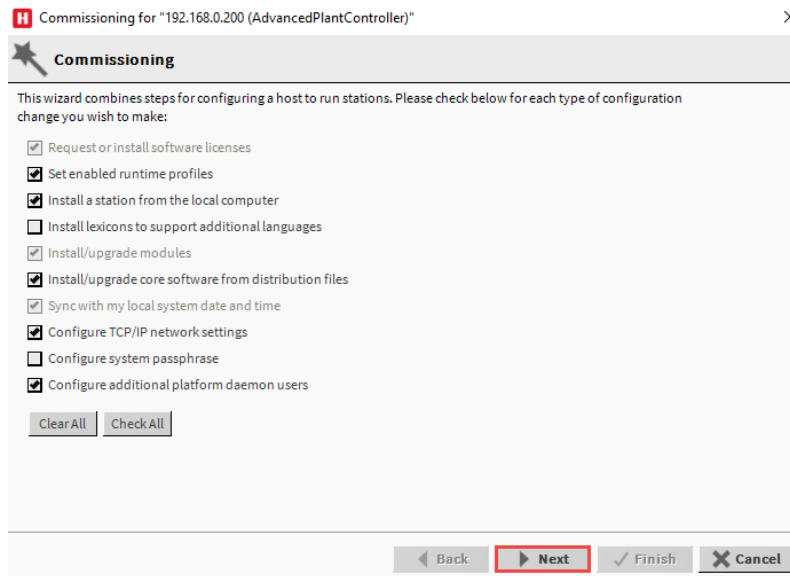 H Commissioning for "192.168.0.200 (AdvancedPlantController)"
Commissioning
This wizard combines steps for configuring a host to run stations. Please check below for each type of configuration
change you wish to make:
Request or install software licenses
Set enabled runtime profiles
Install a station from the local computer
Install lexicons to support additional languages
Install/upgrade modules
Install/upgrade core software from distribution files
Sync with my local system date and time
Configure TCP/IP network settings
Configure system passphrase
Configure additional platform daemon users
Clear All Check All
Back Next Finish Cancel